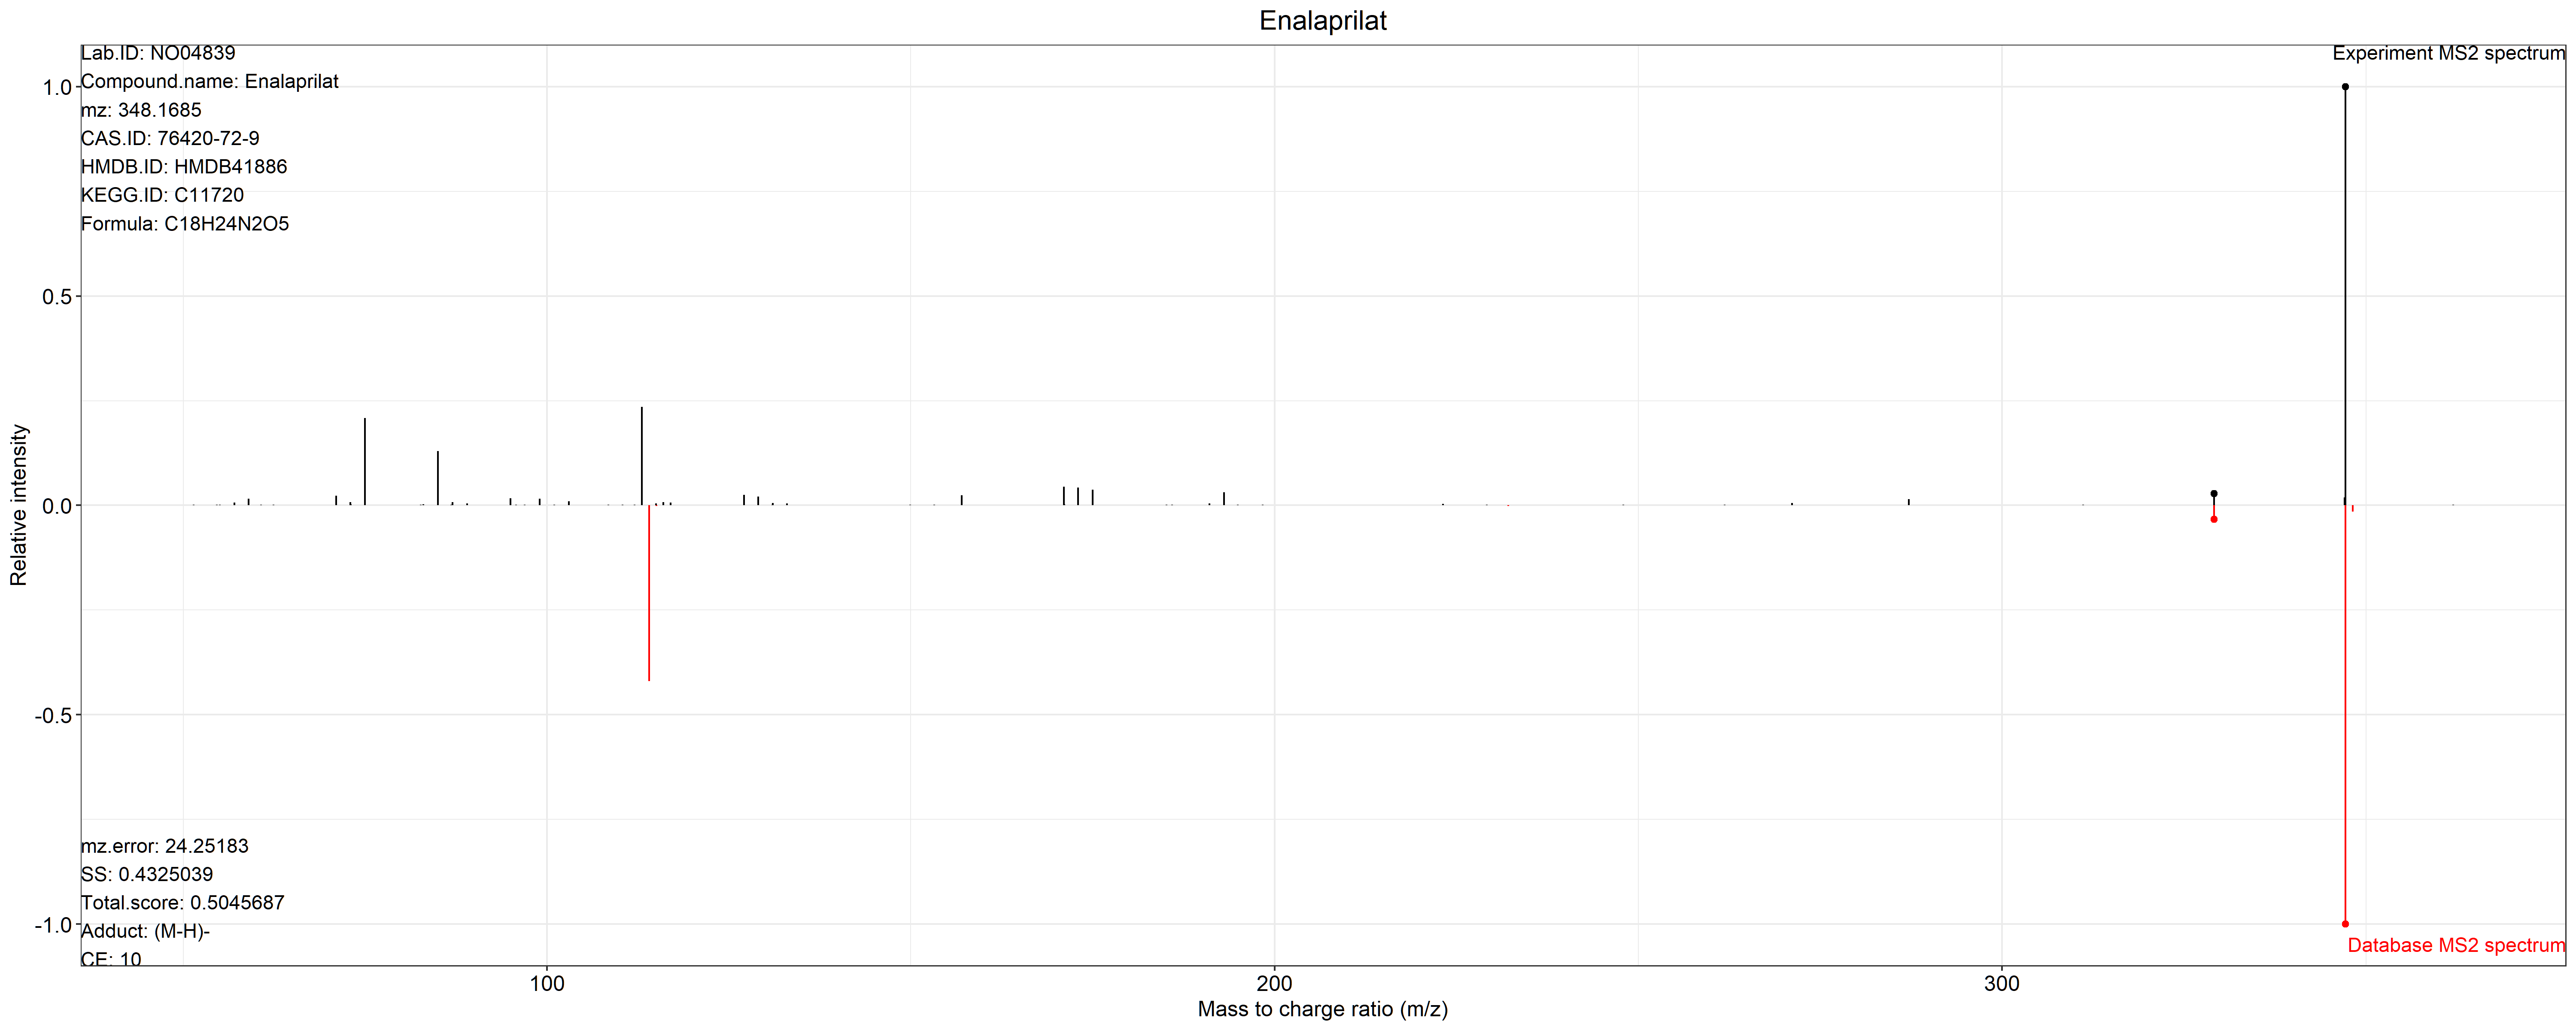 Enalaprilat
Lab.ID: NO04839
Compound.name: Enalaprilat
mz: 348.1685
CAS.ID: 76420-72-9
HMDB.ID: HMDB41886
KEGG.ID: C11720
Formula: C18H24N2O5
Experiment MS2 spectrum
1.0
0.5
0.0
-0.5
-1.0
Relative intensity
mz.error: 24.25183
SS: 0.4325039
Total.score: 0.5045687
Adduct: (M-H)-
CE: 10
Database MS2 spectrum
100
200
300
Mass to charge ratio (m/z)